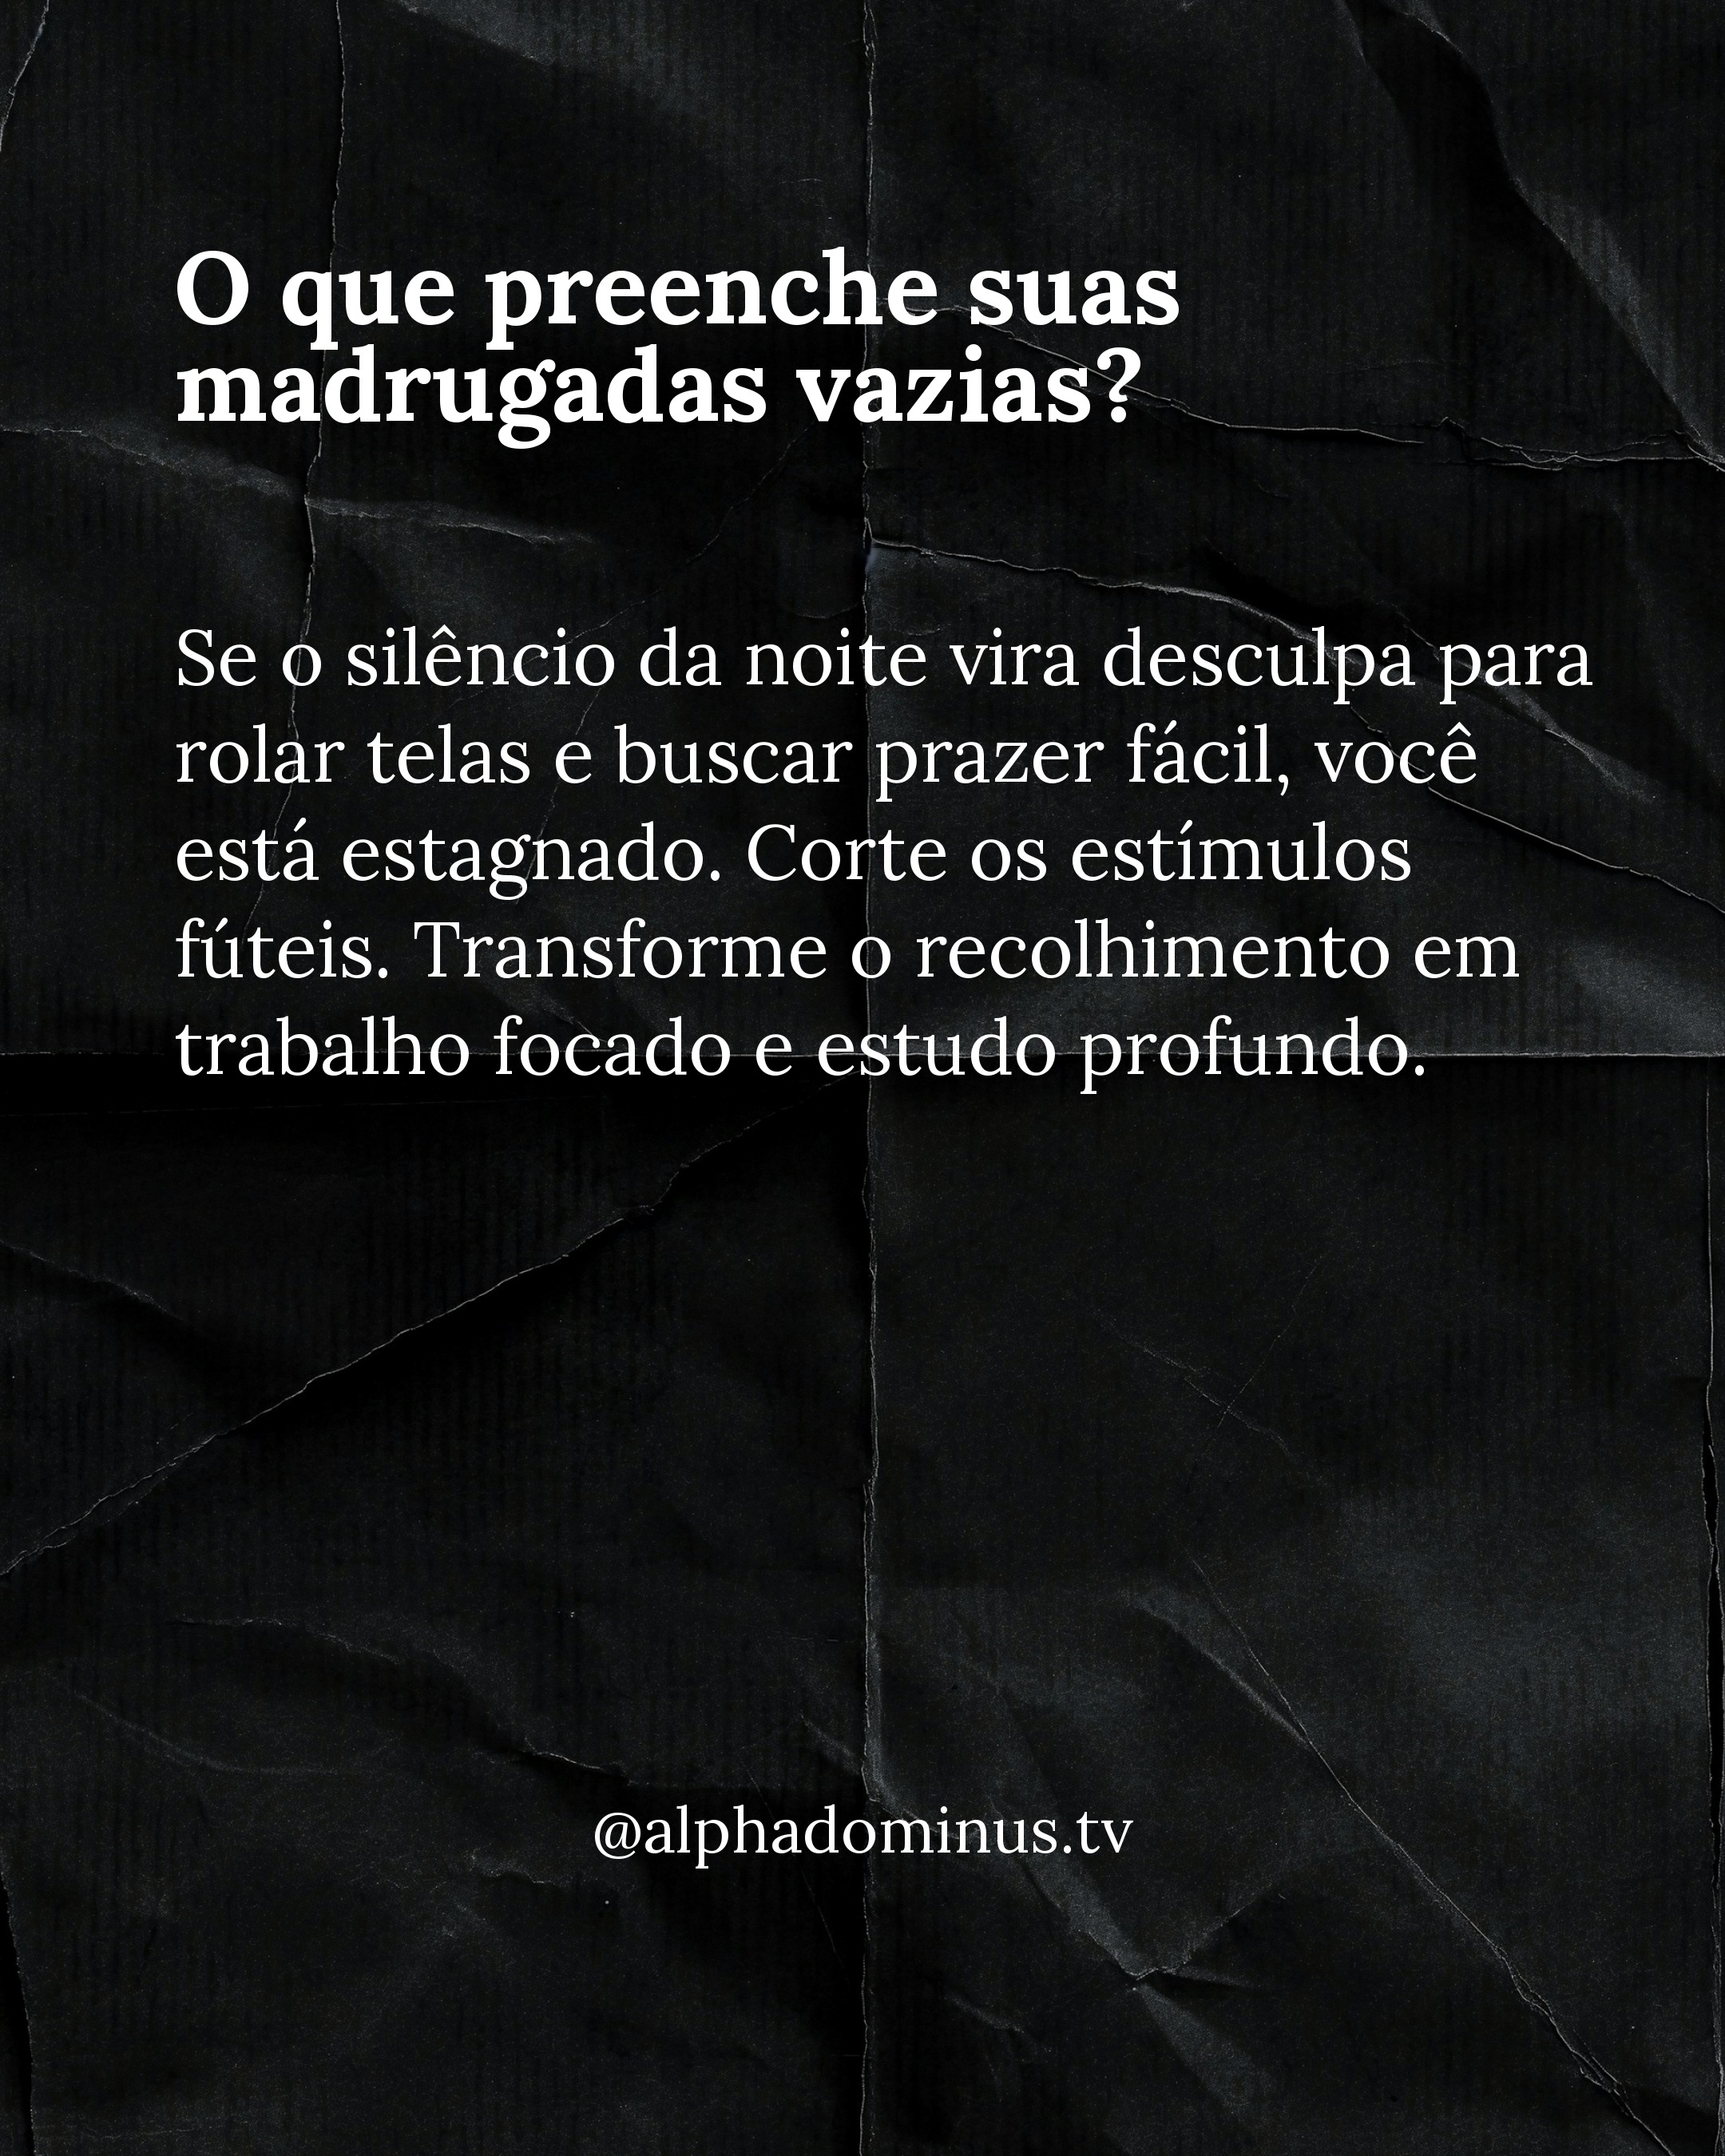 O que preenche suas
madrugadas vazias?
Se o silêncio da noite vira desculpa para
rolar telas e buscar prazer fácil, você
está estagnado. Corte os estímulos
fúteis. Transforme o recolhimento em
trabalho focado e estudo profundo.
@alphadominus.tv